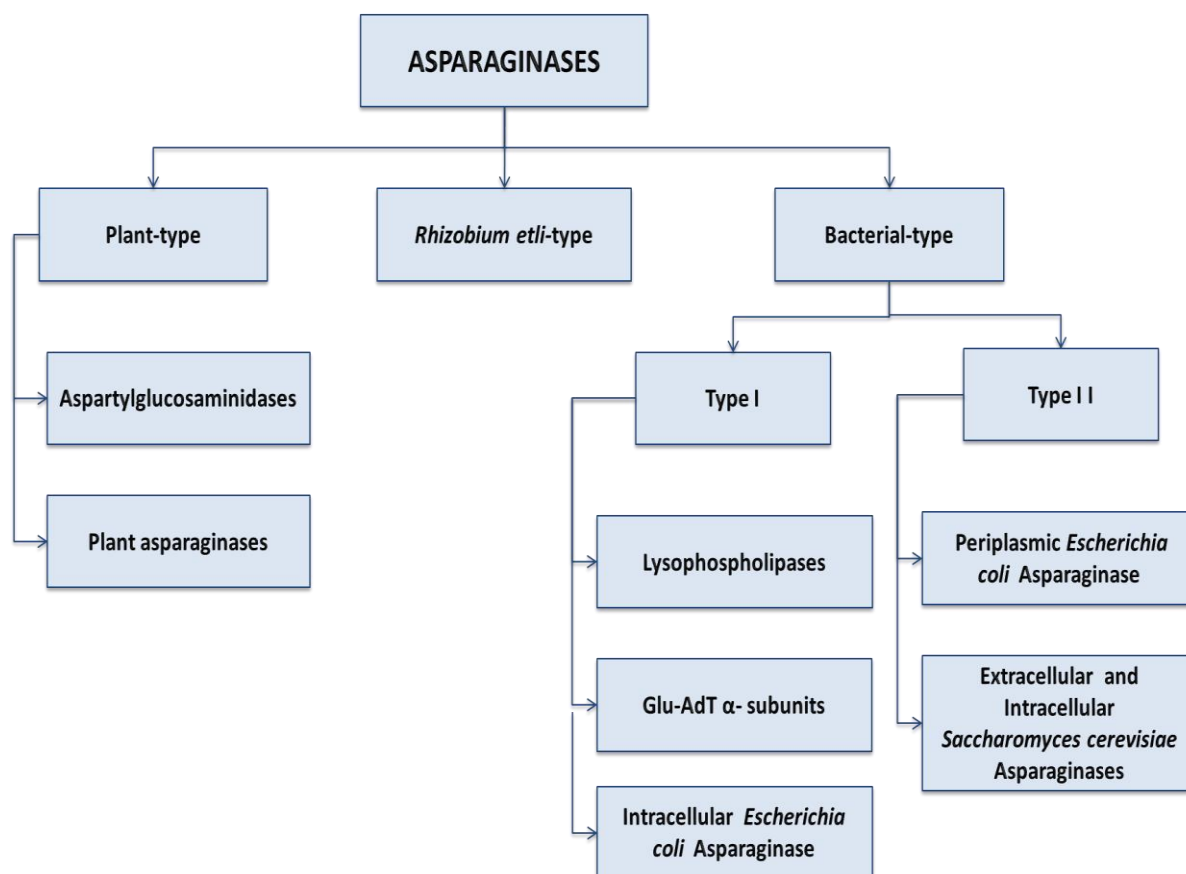 ASPARAGINASES
Plant-type
Rhizobium etli-type
Bacterial-type
Aspartylglucosaminidases
Plant asparaginases
Type I
Type I I
Lysophospholipases
Glu-AdT α- subunits
Intracellular Escherichia
coli Asparaginase
Periplasmic Escherichia
coli Asparaginase
Extracellular and
Intracellular
Saccharomyces cerevisiae
Asparaginases